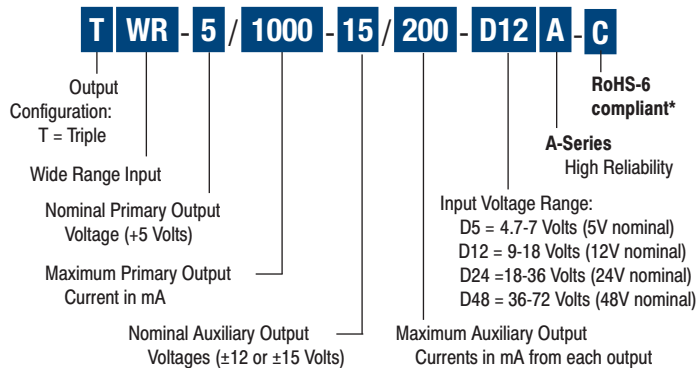 T WR - 5 / 1000 - 15 / 200 - D12 A - C
Output
Configuration:
T = Triple
Wide Range Input
Nominal Primary Output
Voltage (+5 Volts)
Maximum Primary Output
Current in mA
Nominal Auxiliary Output
Voltages (±12 or ±15 Volts)
Maximum Auxiliary Output
Currents in mA from each output
Input Voltage Range:
D5 = 4.7-7 Volts (5V nominal)
D12 = 9-18 Volts (12V nominal)
D24 =18-36 Volts (24V nominal)
D48 = 36-72 Volts (48V nominal)
A-Series
High Reliability
RoHS-6
compliant*